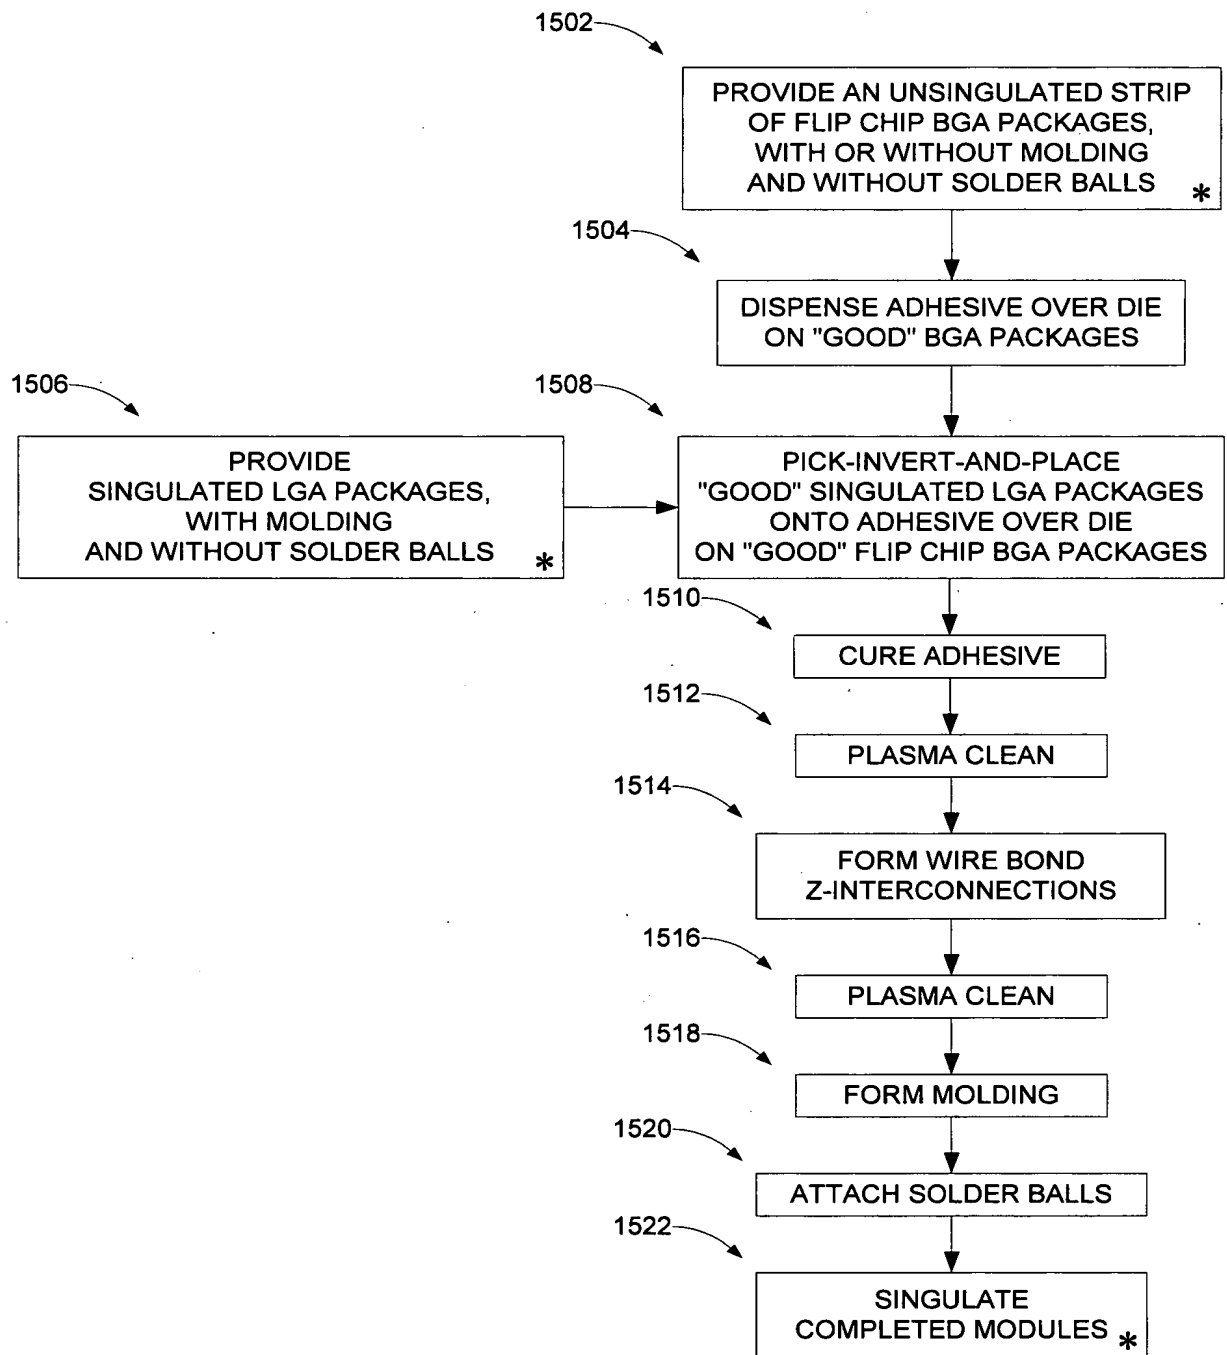 1502
PROVIDE AN UNSINGULATED STRIP
OF FLIP CHIP BGA PACKAGES,
WITH OR WITHOUT MOLDING
AND WITHOUT SOLDER BALLS *
1504
DISPENSE ADHESIVE OVER DIE
ON "GOOD" BGA PACKAGES
1506
PROVIDE
SINGULATED LGA PACKAGES,
WITH MOLDING
AND WITHOUT SOLDER BALLS *
1508
PICK-INVERT-AND-PLACE
"GOOD" SINGULATED LGA PACKAGES
ONTO ADHESIVE OVER DIE
ON "GOOD" FLIP CHIP BGA PACKAGES
1510
CURE ADHESIVE
1512
PLASMA CLEAN
1514
FORM WIRE BOND
Z-INTERCONNECTIONS
1516
PLASMA CLEAN
1518
FORM MOLDING
1520
ATTACH SOLDER BALLS
1522
SINGULATE
COMPLETED MODULES *